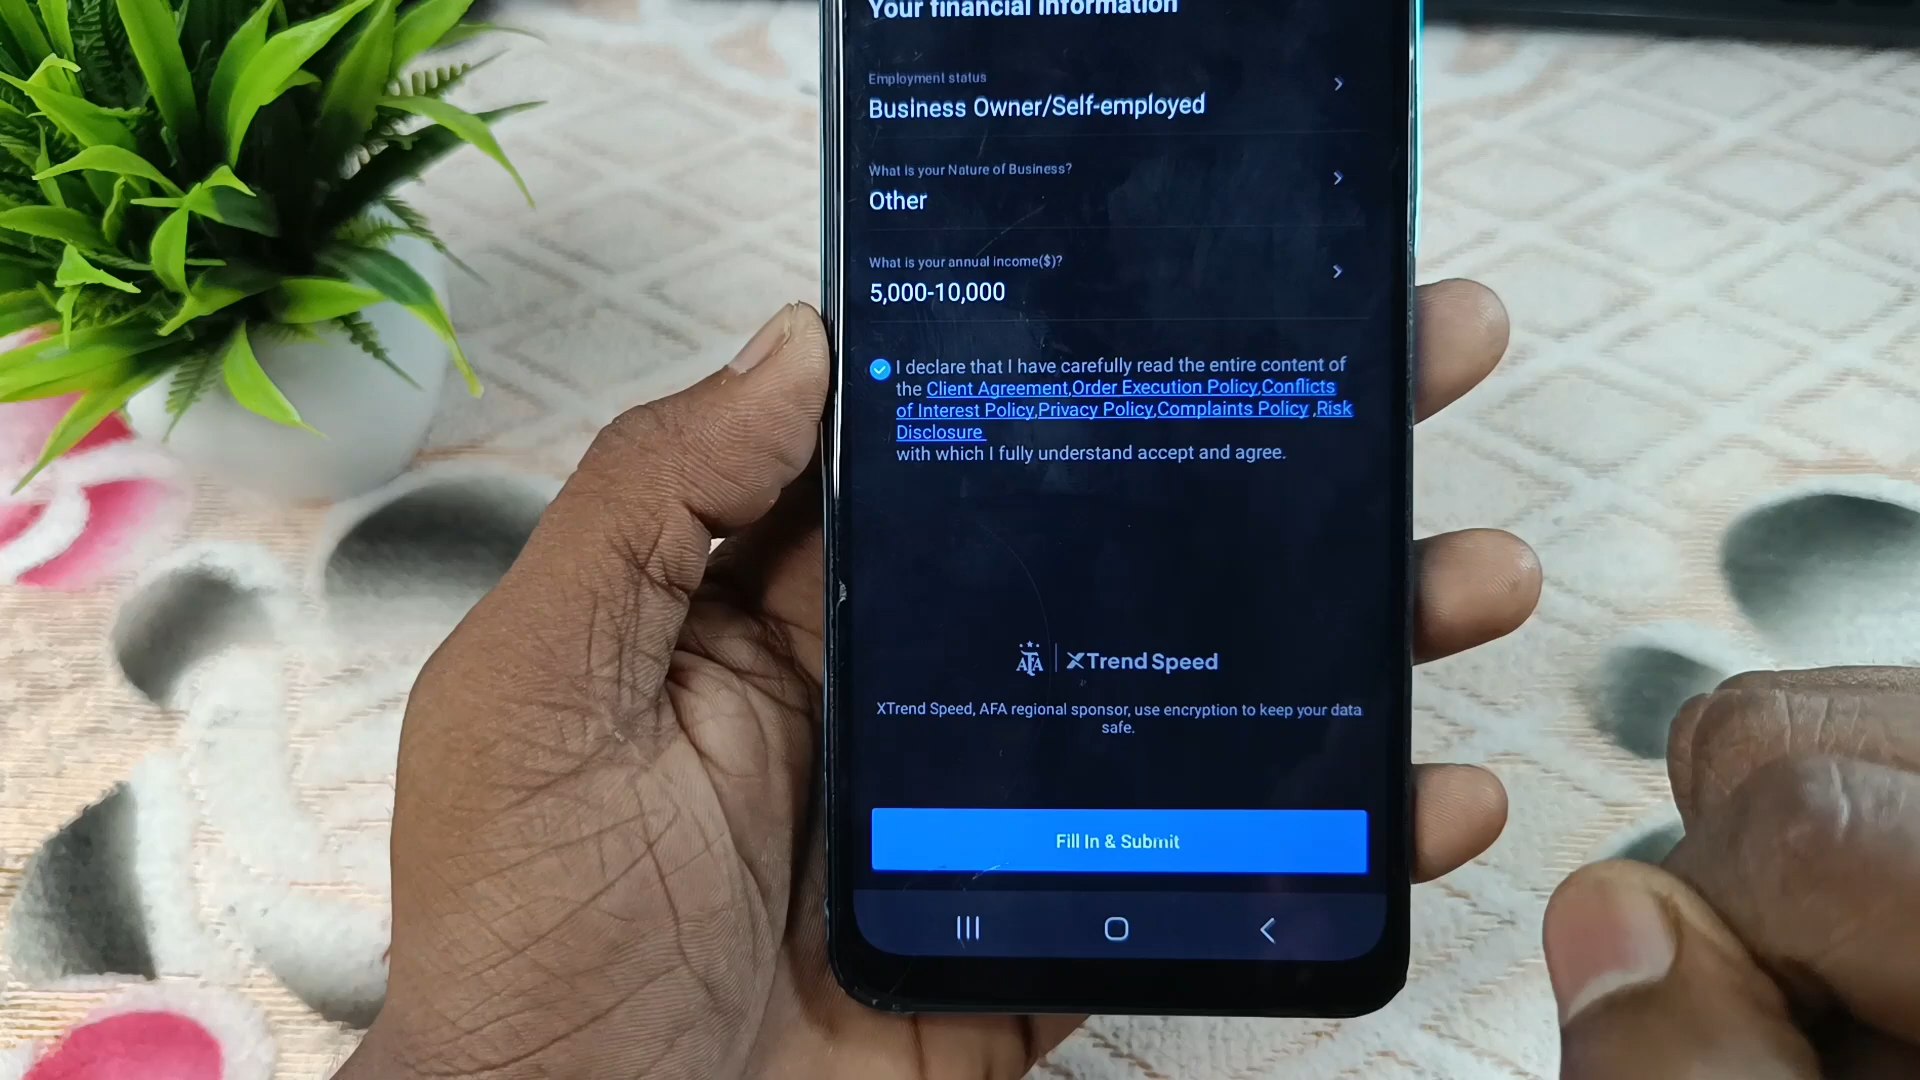 Your financial information
Employment status
Business Owner/Self-employed
What is your Nature of Business?
Other
What is your annual income($)?
5,000-10,000
I declare that I have carefully read the entire content of
the Client Agreement,Order Execution Policy,Conflicts
of Interest Policy,Privacy Policy,Complaints Policy ,Risk
Disclosure
with which I fully understand accept and agree.
AFA XTrend Speed
XTrend Speed, AFA regional sponsor, use encryption to keep your data
safe.
Fill In & Submit